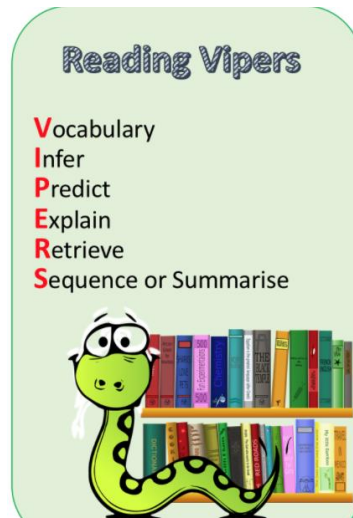 Reading Vipers
Vocabulary
Infer
Predict
Explain
Retrieve
Sequence or Summarise